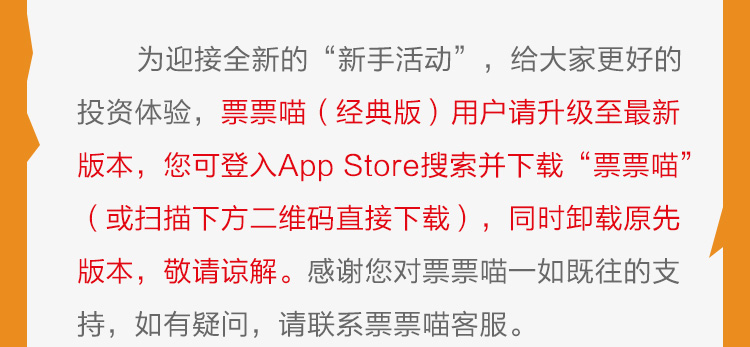 为迎接全新的“新手活动”，给大家更好的
投资体验，票票喵（经典版）用户请升级至最新
版本，您可登入App Store搜索并下载“票票喵”
（或扫描下方二维码直接下载），同时卸载原先
版本，敬请谅解。感谢您对票票喵一如既往的支
持，如有疑问，请联系票票喵客服。